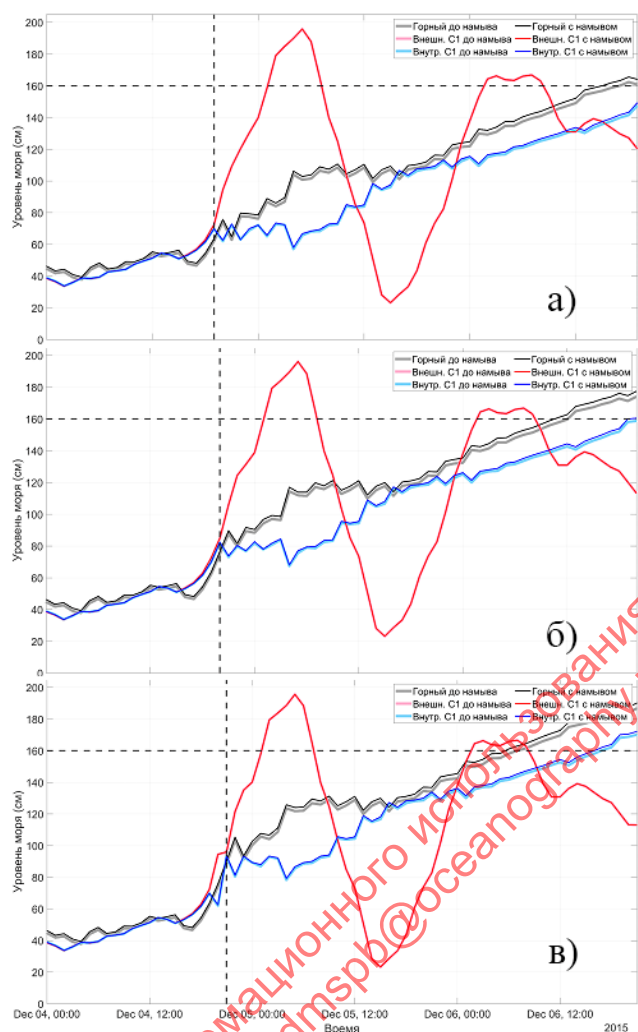 а)
Горный до намыва
Внешн. С1 до намыва
Внутр. С1 до намыва
Горный с намывом
Внешн. С1 с намывом
Внутр. С1 с намывом
Уровень моря (см)
200
180
160
140
120
100
80
60
40
20
0
б)
Горный до намыва
Внешн. С1 до намыва
Внутр. С1 до намыва
Горный с намывом
Внешн. С1 с намывом
Внутр. С1 с намывом
Уровень моря (см)
200
180
160
140
120
100
80
60
40
20
0
в)
Горный до намыва
Внешн. С1 до намыва
Внутр. С1 до намыва
Горный с намывом
Внешн. С1 с намывом
Внутр. С1 с намывом
Уровень моря (см)
200
180
160
140
120
100
80
60
40
20
0
Dec 04, 00:00 Dec 04, 12:00 Dec 05, 00:00 Dec 05, 12:00 Dec 06, 00:00 Dec 06, 12:00
Время
2015
использования
dmspb@oceanography